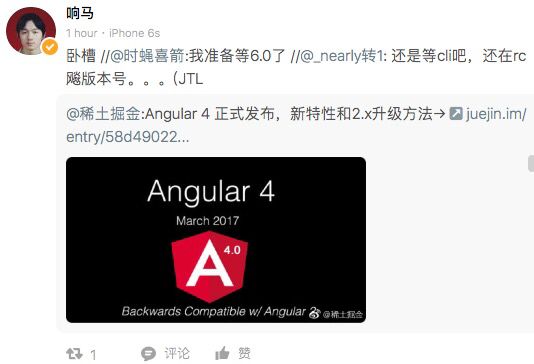 响马
1 hour · iPhone 6s
卧槽 //@时蝇喜箭:我准备等6.0了 //@_nearly转1: 还是等cli吧，还在rc
飚版本号。。。(JTL
@稀土掘金:Angular 4 正式发布，新特性和2.x升级方法→ juejin.im/
entry/58d49022...
Angular 4
March 2017
A 4.0
Backwards Compatible w/ Angular @稀土掘金
1 评论 赞